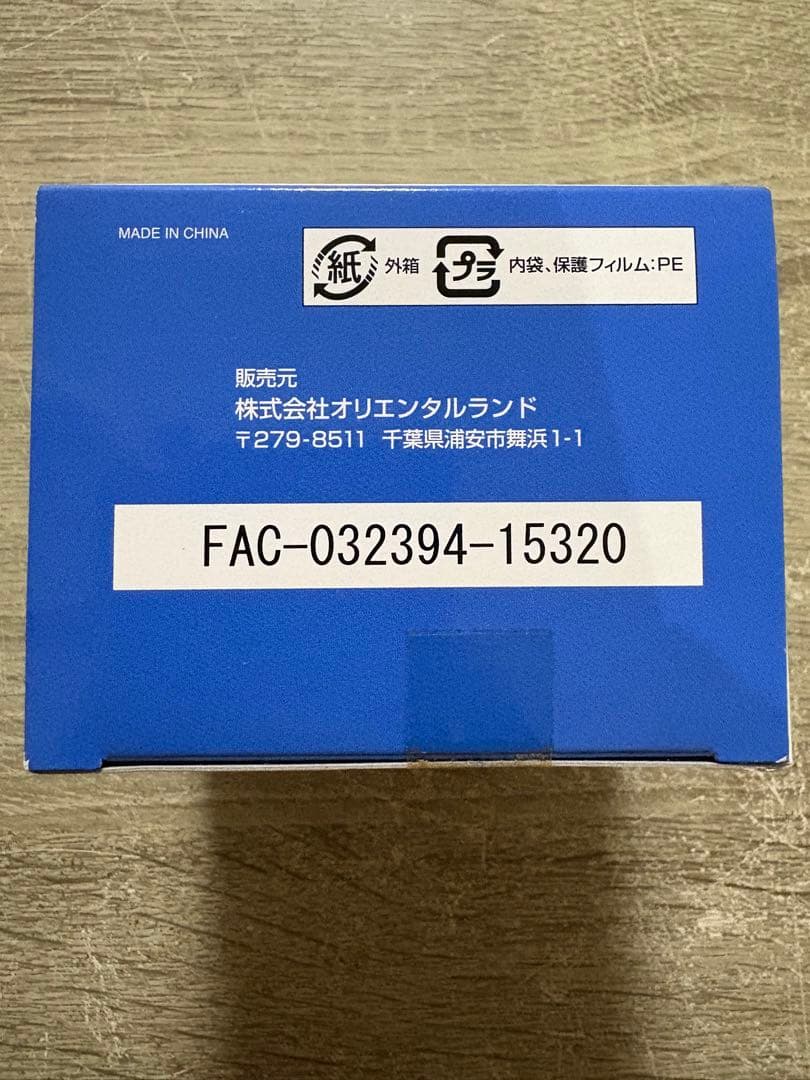 MADE IN CHINA
紙 外箱 プラ 内袋、保護フィルム:PE
販売元
株式会社オリエンタルランド
〒279-8511 千葉県浦安市舞浜1-1
FAC-032394-15320